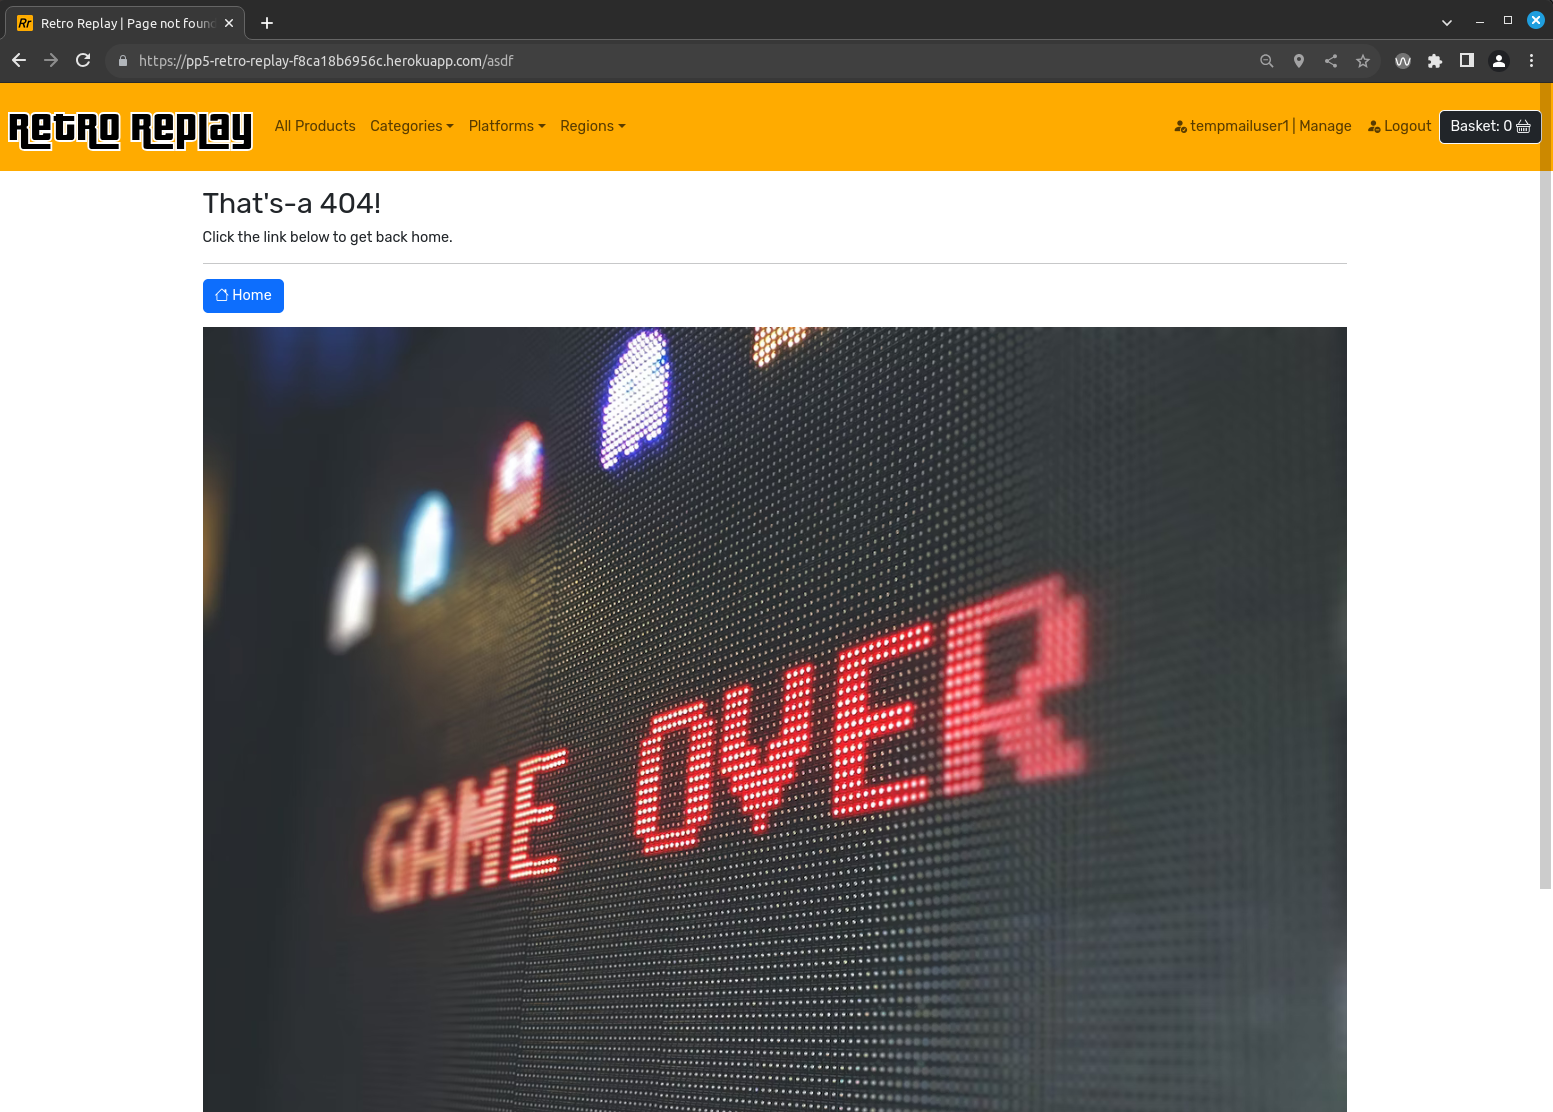 Rr Retro Replay | Page not foun
https://pp5-retro-replay-f8ca18b6956c.herokuapp.com/asdf
Retro Replay All Products Categories Platforms Regions tempmailuser1 | Manage Logout Basket: 0
That's-a 404!
Click the link below to get back home.
Home
GAME OVER